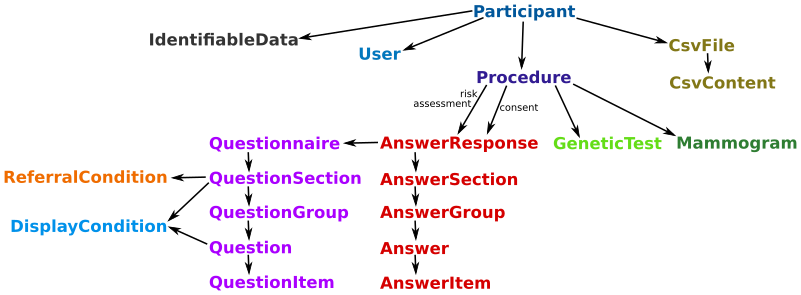 Participant
IdentifiableData
User
CsvFile
Procedure
CsvContent
risk
assessment
consent
Questionnaire
AnswerResponse
GeneticTest
Mammogram
ReferralCondition
QuestionSection
AnswerSection
QuestionGroup
AnswerGroup
DisplayCondition
Question
Answer
QuestionItem
AnswerItem